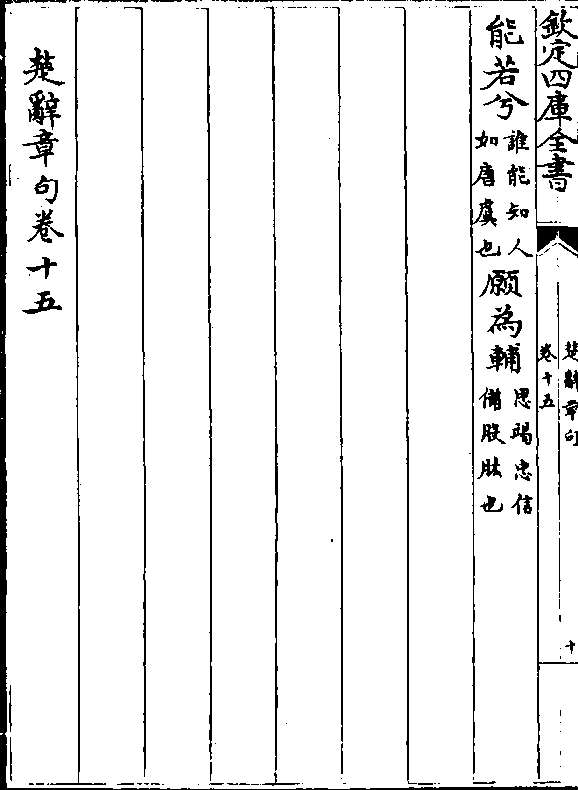 欽定四庫全書
楚辭章句
卷十五
十
能若兮誰能知人如唐虞也願為輔思竭忠信備股肱也
楚辭章句卷十五